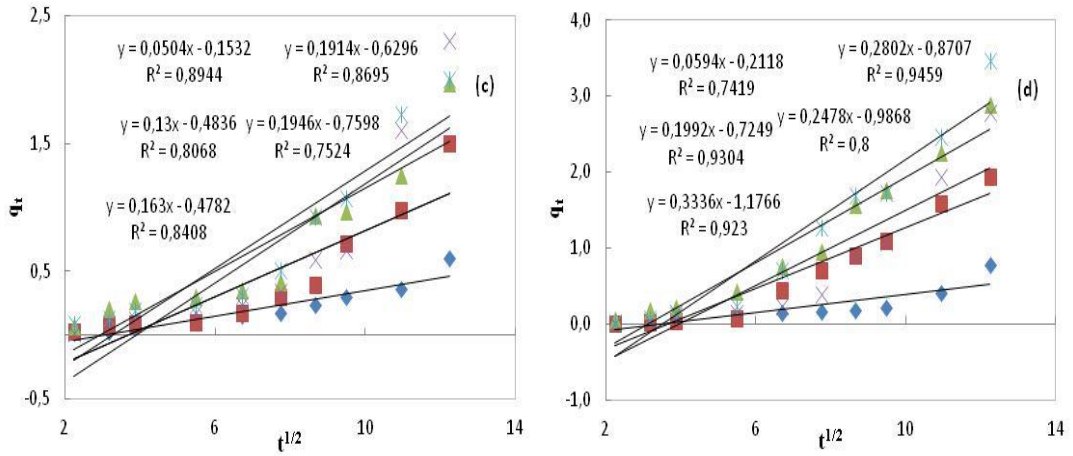 2,5
y = 0,0504x - 0,1532
R² = 0,8944
y = 0,1914x - 0,6296
R² = 0,8695
(c)
y = 0,13x - 0,4836
R² = 0,8068
y = 0,1946x - 0,7598
R² = 0,7524
1,5
y = 0,163x - 0,4782
R² = 0,8408
qt
0,5
-0,5
2
6
10
14
t1/2
4,0
y = 0,0594x - 0,2118
R² = 0,7419
y = 0,2802x - 0,8707
R² = 0,9459
(d)
3,0
y = 0,1992x - 0,7249
R² = 0,9304
y = 0,2478x - 0,9868
R² = 0,8
2,0
y = 0,3336x - 1,1766
R² = 0,923
qt
1,0
0,0
-1,0
2
6
10
14
t1/2